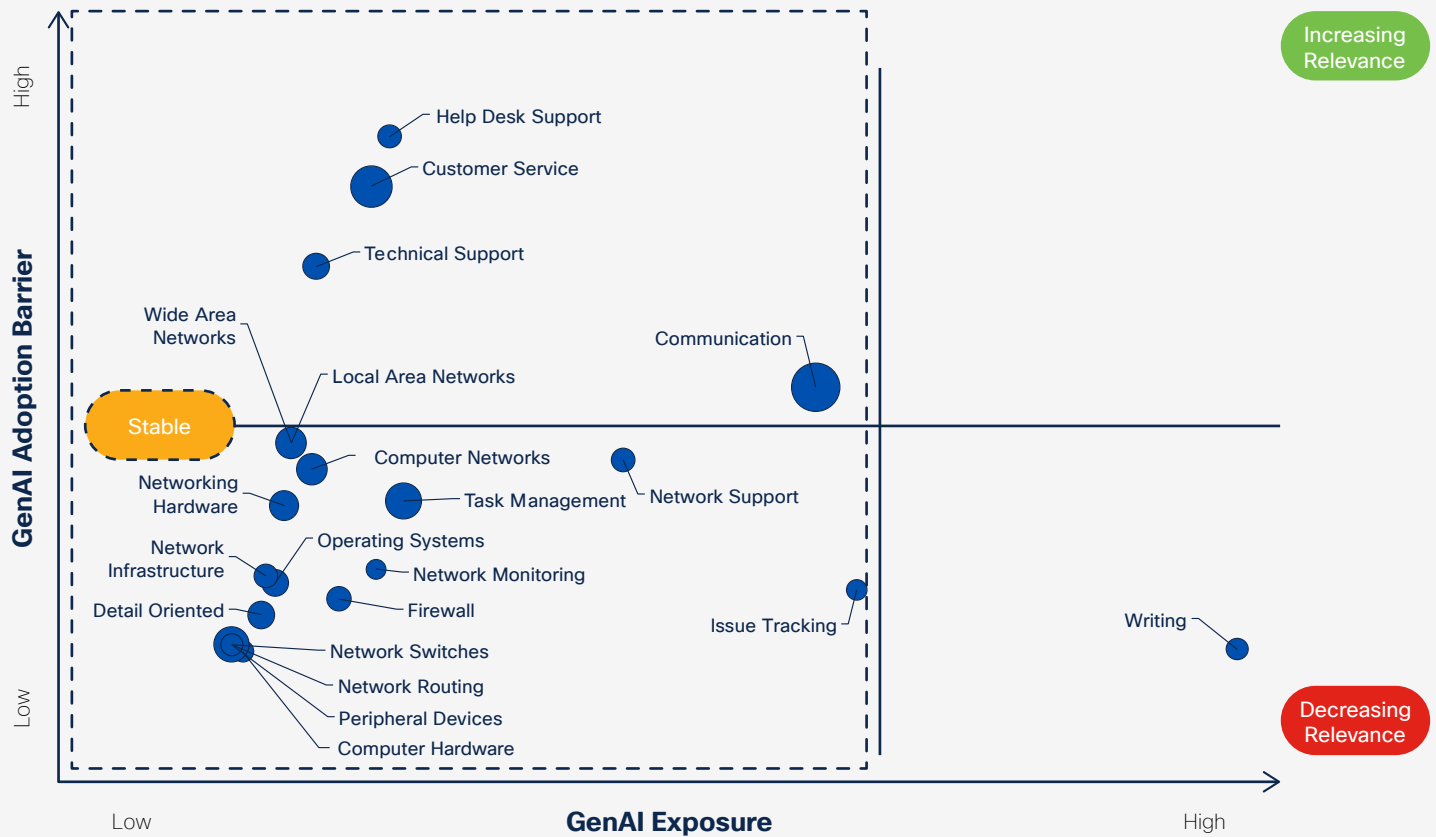 Increasing
Relevance
High
Help Desk Support
Customer Service
Technical Support
Wide Area
Networks
Communication
Local Area Networks
GenAI Adoption Barrier
Stable
Computer Networks
Networking
Hardware
Task Management
Network Support
Operating Systems
Network
Infrastructure
Network Monitoring
Detail Oriented
Firewall
Issue Tracking
Writing
Network Switches
Network Routing
Low
Peripheral Devices
Computer Hardware
Decreasing
Relevance
Low
GenAI Exposure
High